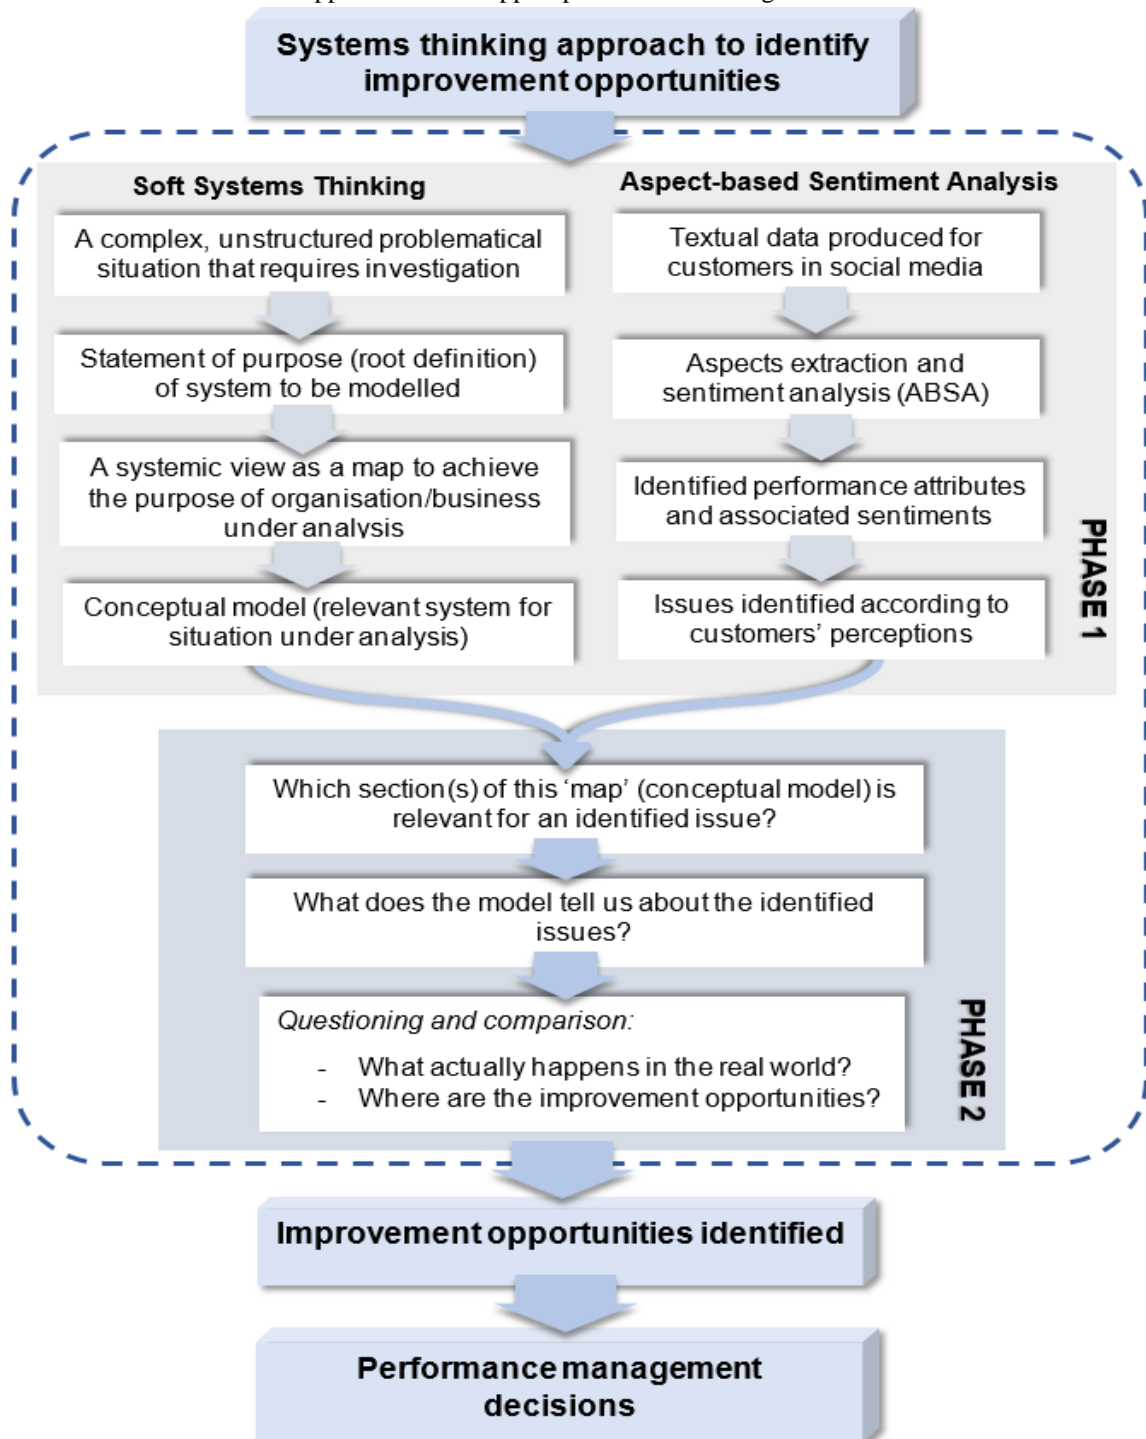 Systems thinking approach to identify
improvement opportunities
Soft Systems Thinking
A complex, unstructured problematical
situation that requires investigation
Statement of purpose (root definition)
of system to be modelled
A systemic view as a map to achieve
the purpose of organisation/business
under analysis
Conceptual model (relevant system for
situation under analysis)
Aspect-based Sentiment Analysis
Textual data produced for
customers in social media
Aspects extraction and
sentiment analysis (ABSA)
Identified performance attributes
and associated sentiments
Issues identified according to
customers' perceptions
PHASE 1
Which section(s) of this ‘map’ (conceptual model) is
relevant for an identified issue?
What does the model tell us about the identified
issues?
Questioning and comparison:
- What actually happens in the real world?
- Where are the improvement opportunities?
PHASE 2
Improvement opportunities identified
Performance management
decisions